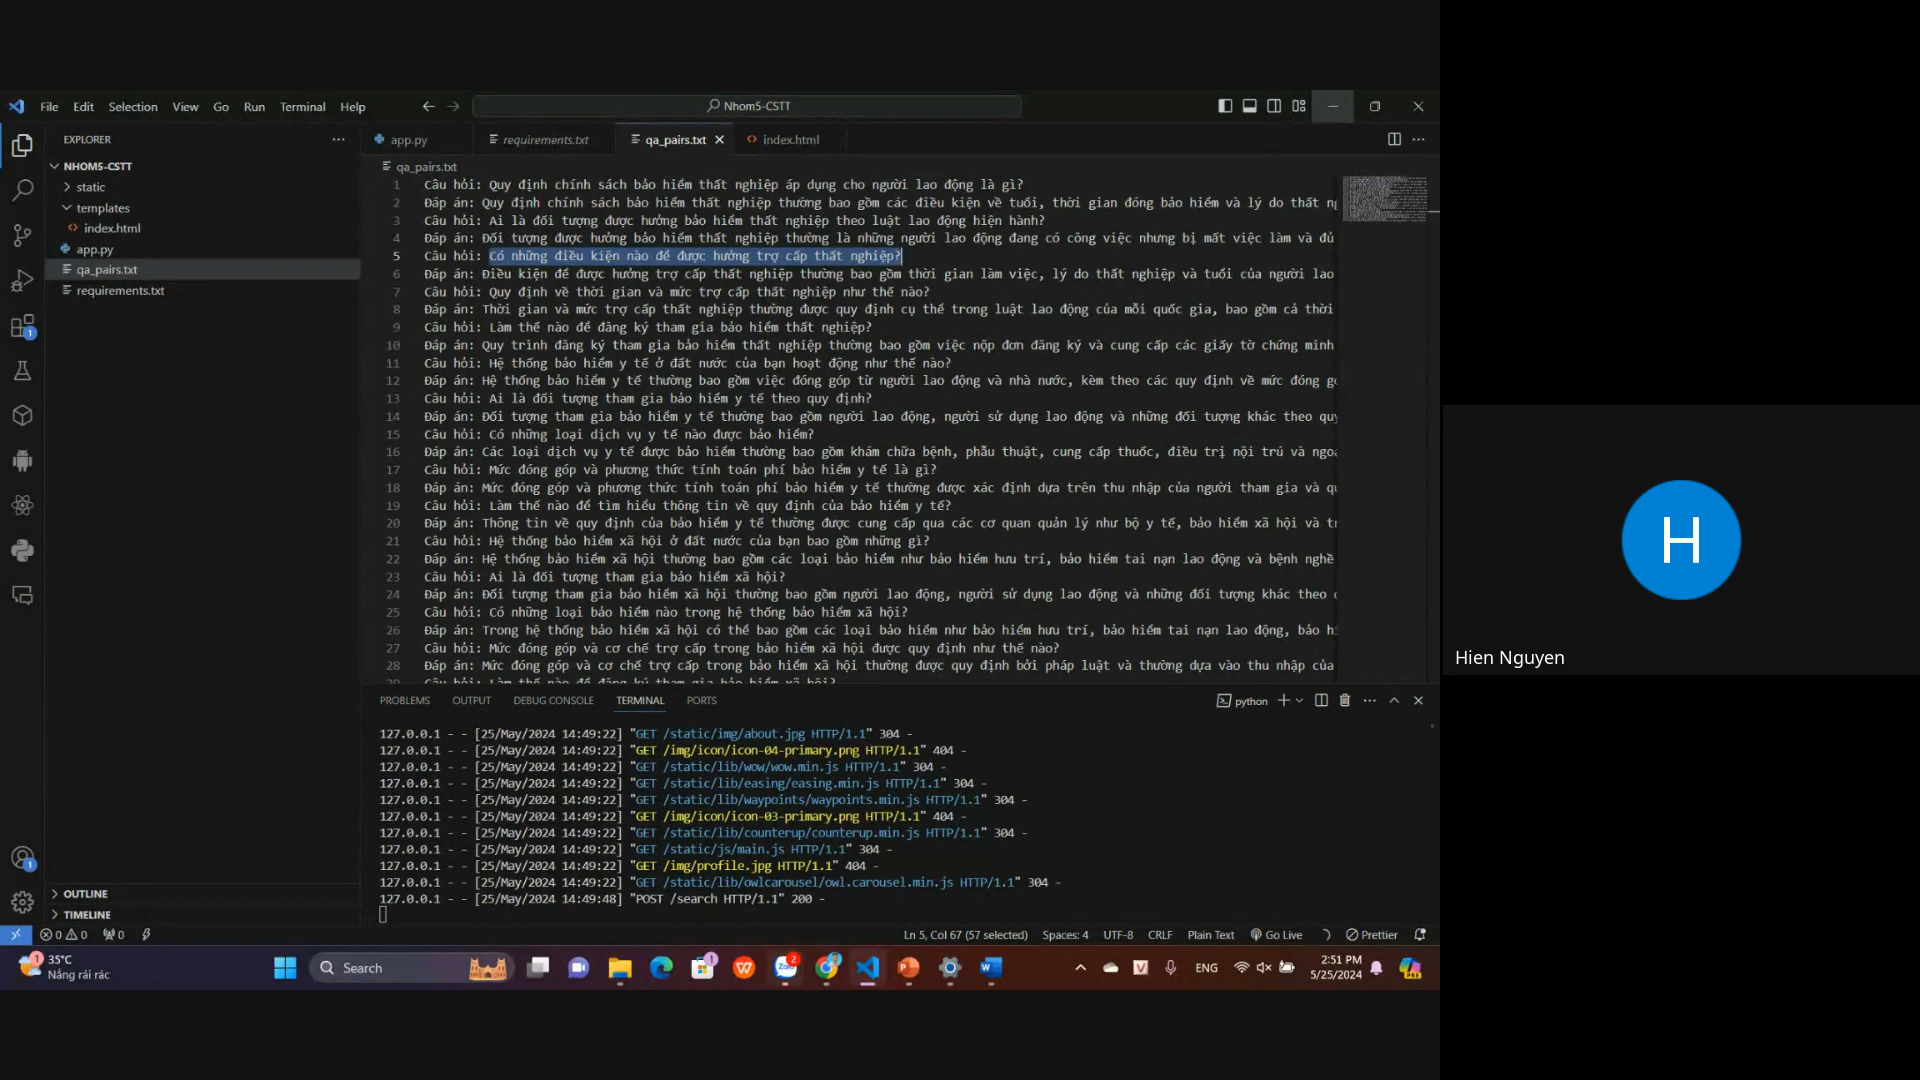 File Edit Selection View Go Run Terminal Help
Nhom5-CSTT
EXPLORER
NHOM5-CSTT
static
templates
index.html
app.py
qa_pairs.txt
requirements.txt
OUTLINE
TIMELINE
app.py requirements.txt qa_pairs.txt index.html
qa_pairs.txt
1 Câu hỏi: Quy định chính sách bảo hiểm thất nghiệp áp dụng cho người lao động là gì?
2 Đáp án: Quy định chính sách bảo hiểm thất nghiệp thường bao gồm các điều kiện về tuổi, thời gian đóng bảo hiểm và lý do thất
3 Câu hỏi: Ai là đối tượng được hưởng bảo hiểm thất nghiệp theo luật lao động hiện hành?
4 Đáp án: Đối tượng được hưởng bảo hiểm thất nghiệp thường là những người lao động đang có công việc nhưng bị mất việc làm và đủ
5 Câu hỏi: Có những điều kiện nào để được hưởng trợ cấp thất nghiệp?
6 Đáp án: Điều kiện để được hưởng trợ cấp thất nghiệp thường bao gồm thời gian làm việc, lý do thất nghiệp và tuổi của người lao
7 Câu hỏi: Quy định về thời gian và mức trợ cấp thất nghiệp như thế nào?
8 Đáp án: Thời gian và mức trợ cấp thất nghiệp thường được quy định cụ thể trong luật lao động của mỗi quốc gia, bao gồm cả thời
9 Câu hỏi: Làm thế nào để đăng ký tham gia bảo hiểm thất nghiệp?
10 Đáp án: Quy trình đăng ký tham gia bảo hiểm thất nghiệp thường bao gồm việc nộp đơn đăng ký và cung cấp các giấy tờ chứng minh
11 Câu hỏi: Hệ thống bảo hiểm y tế ở đất nước của bạn hoạt động như thế nào?
12 Đáp án: Hệ thống bảo hiểm y tế thường bao gồm việc đóng góp từ người lao động và nhà nước, kèm theo các quy định về mức đóng
13 Câu hỏi: Ai là đối tượng tham gia bảo hiểm y tế theo quy định?
14 Đáp án: Đối tượng tham gia bảo hiểm y tế thường bao gồm người lao động, người sử dụng lao động và những đối tượng khác theo
15 Câu hỏi: Có những loại dịch vụ y tế nào được bảo hiểm?
16 Đáp án: Các loại dịch vụ y tế được bảo hiểm thường bao gồm khám chữa bệnh, phẫu thuật, cung cấp thuốc, điều trị nội trú và
17 Câu hỏi: Mức đóng góp và phương thức tính toán phí bảo hiểm y tế là gì?
18 Đáp án: Mức đóng góp và phương thức tính toán phí bảo hiểm y tế thường được xác định dựa trên thu nhập của người tham gia và
19 Câu hỏi: Làm thế nào để tìm hiểu thông tin về quy định của bảo hiểm y tế?
20 Đáp án: Thông tin về quy định của bảo hiểm y tế thường được cung cấp qua các cơ quan quản lý như bộ y tế, bảo hiểm xã hội và
21 Câu hỏi: Hệ thống bảo hiểm xã hội ở đất nước của bạn bao gồm những gì?
22 Đáp án: Hệ thống bảo hiểm xã hội thường bao gồm các loại bảo hiểm như bảo hiểm hưu trí, bảo hiểm tai nạn lao động và bệnh nghề
23 Câu hỏi: Ai là đối tượng tham gia bảo hiểm xã hội?
24 Đáp án: Đối tượng tham gia bảo hiểm xã hội thường bao gồm người lao động, người sử dụng lao động và những đối tượng khác theo
25 Câu hỏi: Có những loại bảo hiểm nào trong hệ thống bảo hiểm xã hội?
26 Đáp án: Trong hệ thống bảo hiểm xã hội có thể bao gồm các loại bảo hiểm như bảo hiểm hưu trí, bảo hiểm tai nạn lao động, bảo
27 Câu hỏi: Mức đóng góp và cơ chế trợ cấp trong bảo hiểm xã hội được quy định như thế nào?
28 Đáp án: Mức đóng góp và cơ chế trợ cấp trong bảo hiểm xã hội thường được quy định bởi pháp luật và thường dựa vào thu nhập của
PROBLEMS OUTPUT DEBUG CONSOLE TERMINAL PORTS
python
127.0.0.1 - - [25/May/2024 14:49:22] "GET /static/img/about.jpg HTTP/1.1" 304 -
127.0.0.1 - - [25/May/2024 14:49:22] "GET /img/icon/icon-04-primary.png HTTP/1.1" 404 -
127.0.0.1 - - [25/May/2024 14:49:22] "GET /static/lib/wow/wow.min.js HTTP/1.1" 304 -
127.0.0.1 - - [25/May/2024 14:49:22] "GET /static/lib/easing/easing.min.js HTTP/1.1" 304 -
127.0.0.1 - - [25/May/2024 14:49:22] "GET /static/lib/waypoints/waypoints.min.js HTTP/1.1" 304 -
127.0.0.1 - - [25/May/2024 14:49:22] "GET /img/icon/icon-03-primary.png HTTP/1.1" 404 -
127.0.0.1 - - [25/May/2024 14:49:22] "GET /static/lib/counterup/counterup.min.js HTTP/1.1" 304 -
127.0.0.1 - - [25/May/2024 14:49:22] "GET /static/js/main.js HTTP/1.1" 304 -
127.0.0.1 - - [25/May/2024 14:49:22] "GET /img/profile.jpg HTTP/1.1" 404 -
127.0.0.1 - - [25/May/2024 14:49:22] "GET /static/lib/owlcarousel/owl.carousel.min.js HTTP/1.1" 304 -
127.0.0.1 - - [25/May/2024 14:49:48] "POST /search HTTP/1.1" 200 -
0 0 0 Ln 5, Col 67 (57 selected) Spaces: 4 UTF-8 CRLF Plain Text Go Live Prettier
35°C
Nắng rải rác
Search
ENG
2:51 PM
5/25/2024
H
Hien Nguyen